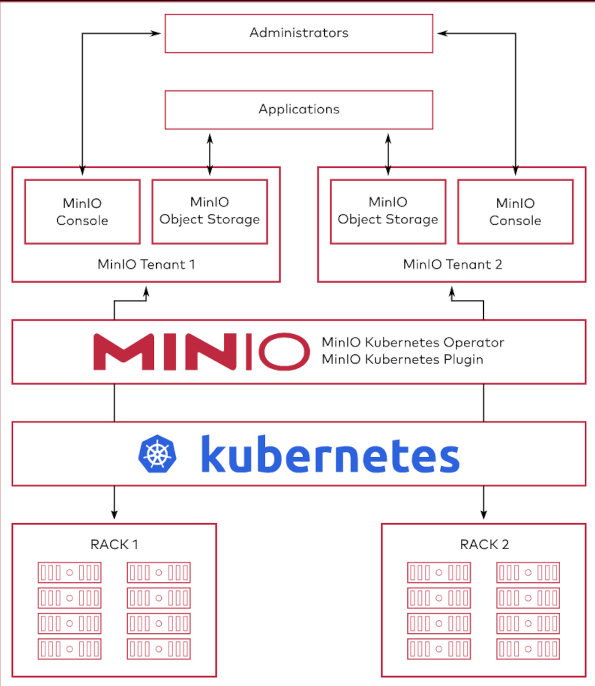 Administrators
Applications
MinIO
Console
MinIO
Object Storage
MinIO Tenant 1
MinIO
Object Storage
MinIO
Console
MinIO Tenant 2
MINIO
MinIO Kubernetes Operator
MinIO Kubernetes Plugin
kubernetes
RACK 1
RACK 2